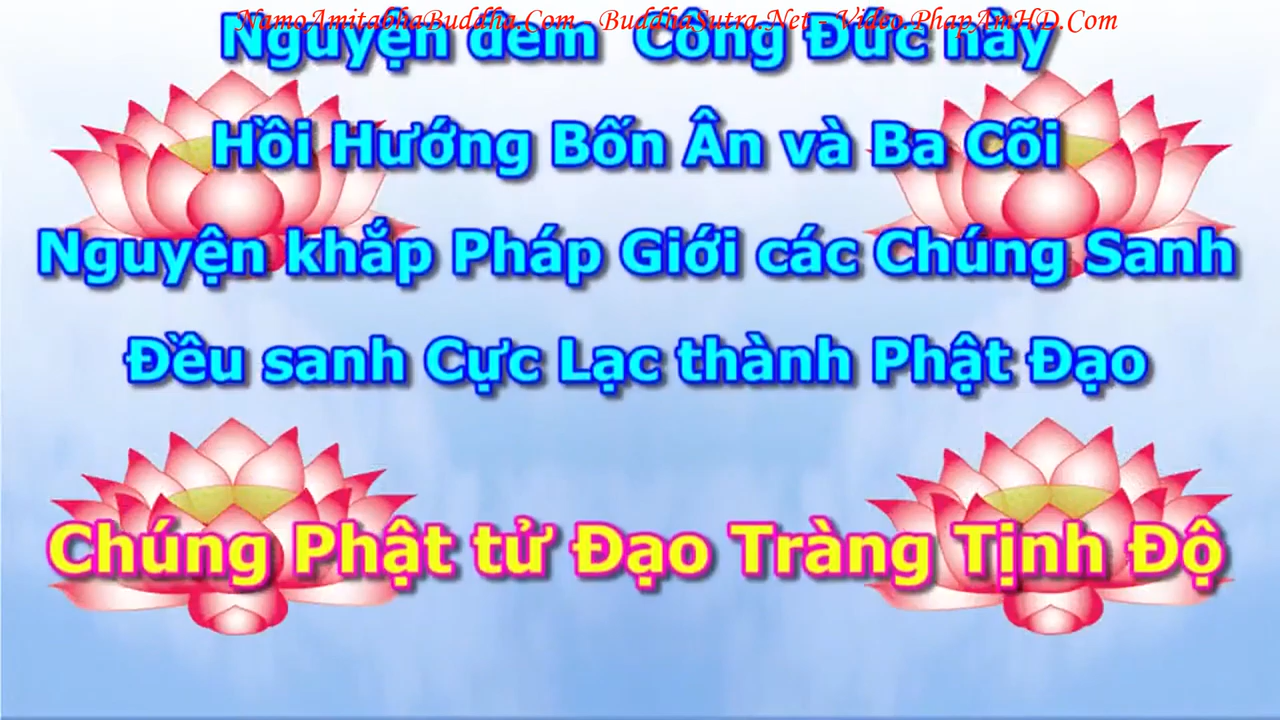 NamoAmitabhaBuddha.Com - BuddhaSutra.Net - Video.PhapAmHD.Com
Nguyện đem Công Đức này
Hồi Hướng Bốn Ân và Ba Cõi
Nguyện khắp Pháp Giới các Chúng Sanh
Đều sanh Cực Lạc thành Phật Đạo
Chúng Phật tử Đạo Tràng Tịnh Độ